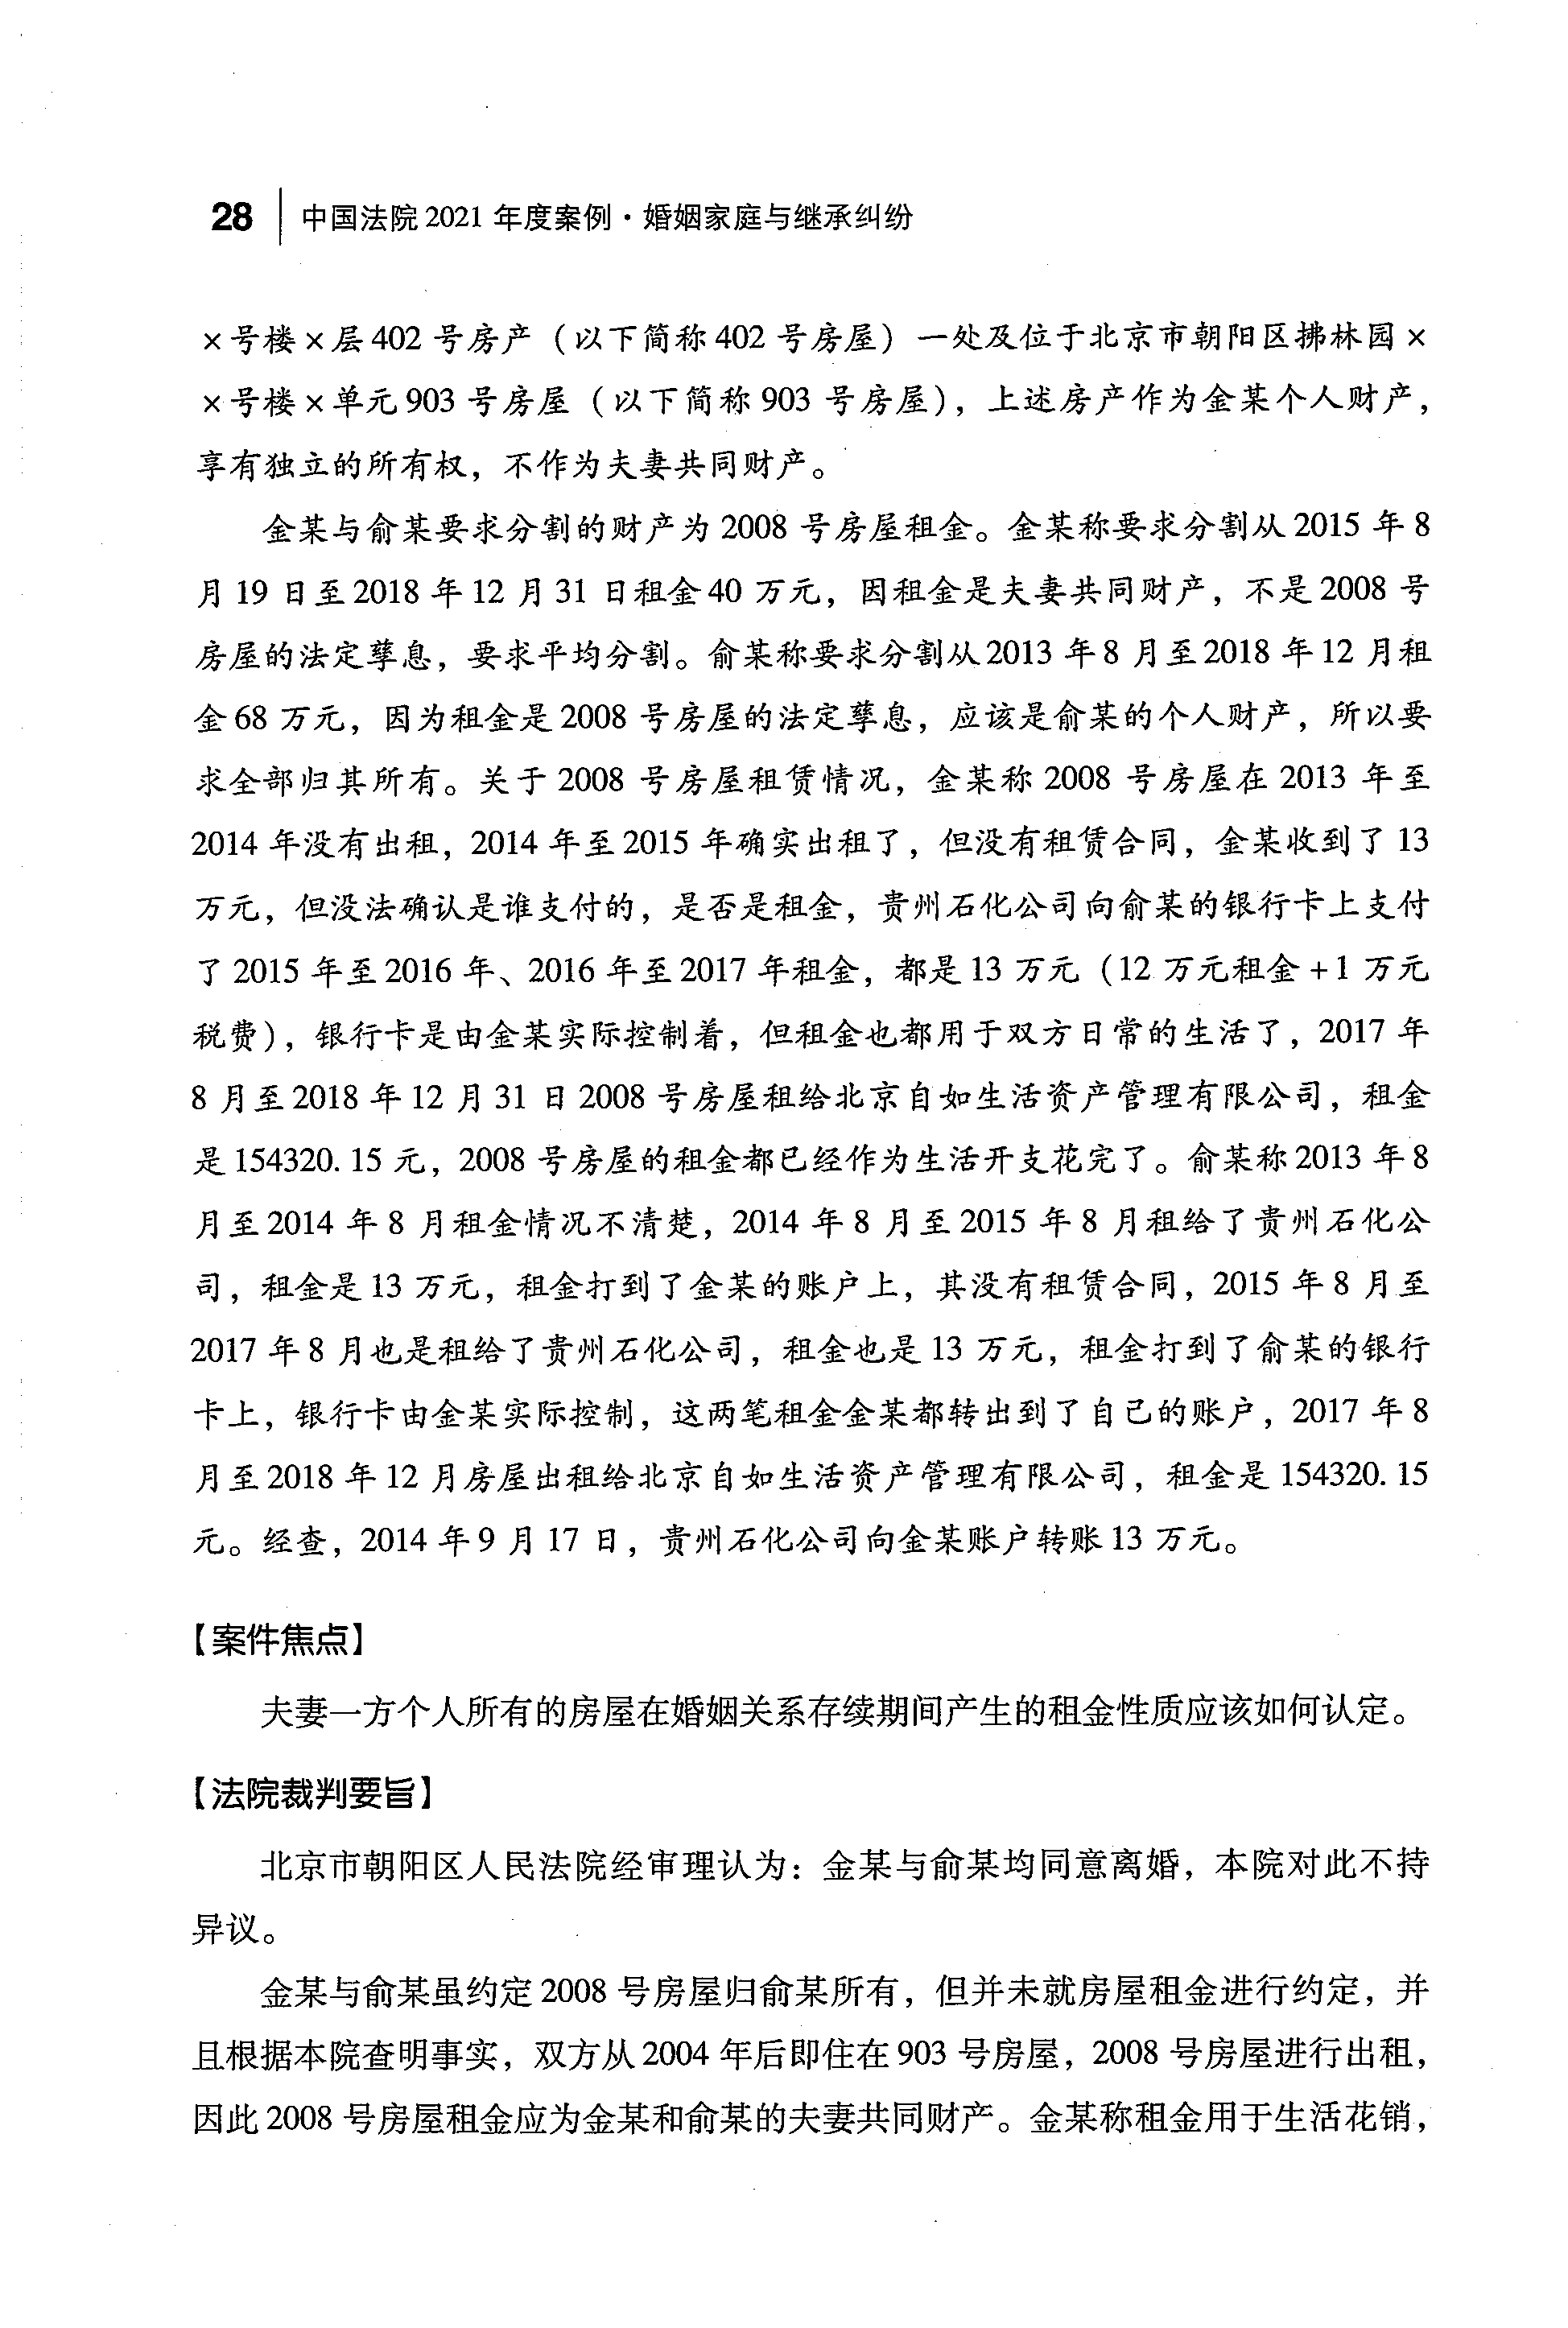 28 中国法院2021年度案例·婚姻家庭与继承纠纷
×号楼×层402号房产（以下简称402号房屋）一处及位于北京市朝阳区拂林园×
×号楼×单元903号房屋（以下简称903号房屋），上述房产作为金某个人财产，
享有独立的所有权，不作为夫妻共同财产。
金某与俞某要求分割的财产为2008号房屋租金。金某称要求分割从2015年8
月19日至2018年12月31日租金40万元，因租金是夫妻共同财产，不是2008号
房屋的法定孳息，要求平均分割。俞某称要求分割从2013年8月至2018年12月租
金68万元，因为租金是2008号房屋的法定孳息，应该是俞某的个人财产，所以要
求全部归其所有。关于2008号房屋租赁情况，金某称2008号房屋在2013年至
2014年没有出租，2014年至2015年确实出租了，但没有租赁合同，金某收到了13
万元，但没法确认是谁支付的，是否是租金，贵州石化公司向俞某的银行卡上支付
了2015年至2016年、2016年至2017年租金，都是13万元（12万元租金+1万元
税费），银行卡是由金某实际控制着，但租金也都用于双方日常的生活了，2017年
8月至2018年12月31日2008号房屋租给北京自如生活资产管理有限公司，租金
是154320.15元，2008号房屋的租金都已经作为生活开支花完了。俞某称2013年8
月至2014年8月租金情况不清楚，2014年8月至2015年8月租给了贵州石化公
司，租金是13万元，租金打到了金某的账户上，其没有租赁合同，2015年8月至
2017年8月也是租给了贵州石化公司，租金也是13万元，租金打到了俞某的银行
卡上，银行卡由金某实际控制，这两笔租金金某都转出到了自己的账户，2017年8
月至2018年12月房屋出租给北京自如生活资产管理有限公司，租金是154320.15
元。经查，2014年9月17日，贵州石化公司向金某账户转账13万元。
【案件焦点】
夫妻一方个人所有的房屋在婚姻关系存续期间产生的租金性质应该如何认定。
【法院裁判要旨】
北京市朝阳区人民法院经审理认为：金某与俞某均同意离婚，本院对此不持
异议。
金某与俞某虽约定2008号房屋归俞某所有，但并未就房屋租金进行约定，并
且根据本院查明事实，双方从2004年后即住在903号房屋，2008号房屋进行出租，
因此2008号房屋租金应为金某和俞某的夫妻共同财产。金某称租金用于生活花销，